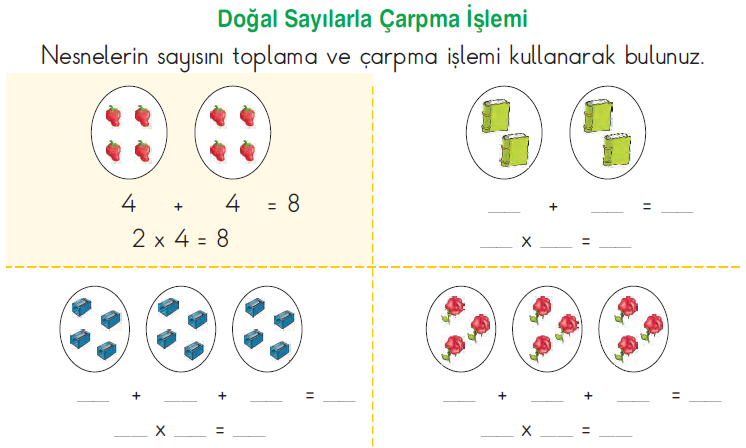 Doğal Sayılarla Çarpma İşlemi
Nesnelerin sayısını toplama ve çarpma işlemi kullanarak bulunuz.
4 + 4 = 8
2 x 4 = 8
___ + ___ = ___
___ x ___ = ___
___ + ___ + ___ = ___
___ x ___ = ___
___ + ___ + ___ = ___
___ x ___ = ___